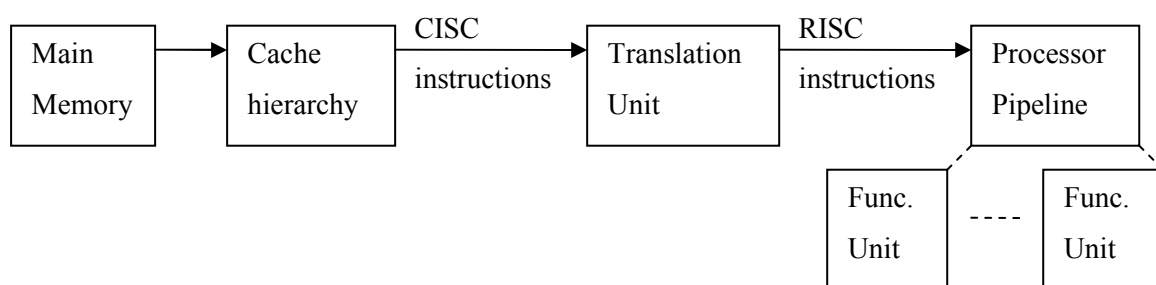 Main
Memory
Cache
hierarchy
CISC
instructions
Translation
Unit
RISC
instructions
Processor
Pipeline
Func.
Unit
Func.
Unit